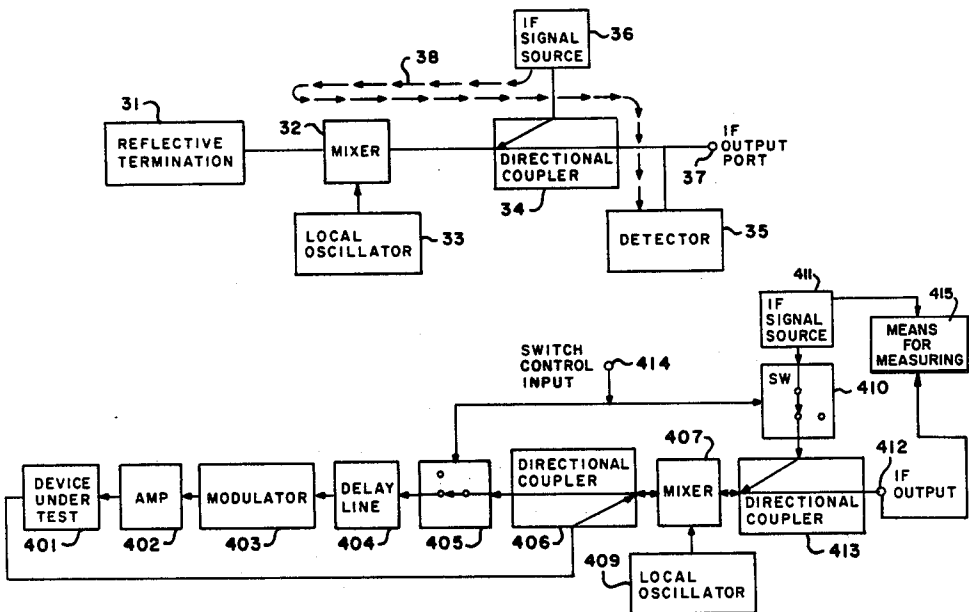 IF
SIGNAL
SOURCE
36
38
31
REFLECTIVE
TERMINATION
32
MIXER
DIRECTIONAL
COUPLER
34
IF
OUTPUT
PORT
37
LOCAL
OSCILLATOR
33
DETECTOR
35
411
IF
SIGNAL
SOURCE
415
MEANS
FOR
MEASURING
SWITCH
CONTROL
INPUT
414
SW
410
407
412
DEVICE
UNDER
TEST
401
AMP
402
MODULATOR
403
DELAY
LINE
404
405
DIRECTIONAL
COUPLER
406
MIXER
DIRECTIONAL
COUPLER
413
IF OUTPUT
409
LOCAL
OSCILLATOR